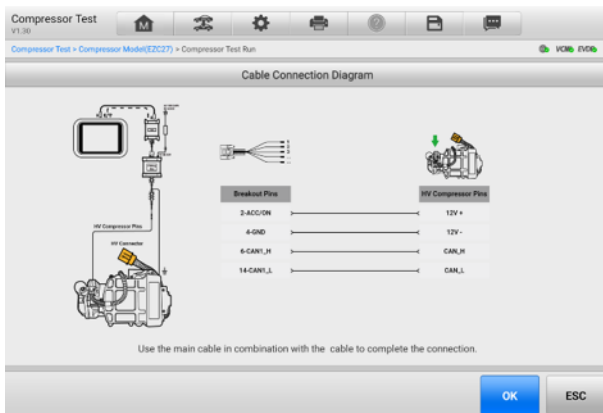 Compressor Test
V1.30
Compressor Test > Compressor Model(EZC27) > Compressor Test Run
VCMI EVDI
Cable Connection Diagram
HV Compressor Pins
HV Connector
Breakout Pins HV Compressor Pins
2-ACC/ON 12V +
4-GND 12V -
6-CAN1_H CAN_H
14-CAN1_L CAN_L
Use the main cable in combination with the cable to complete the connection.
OK ESC